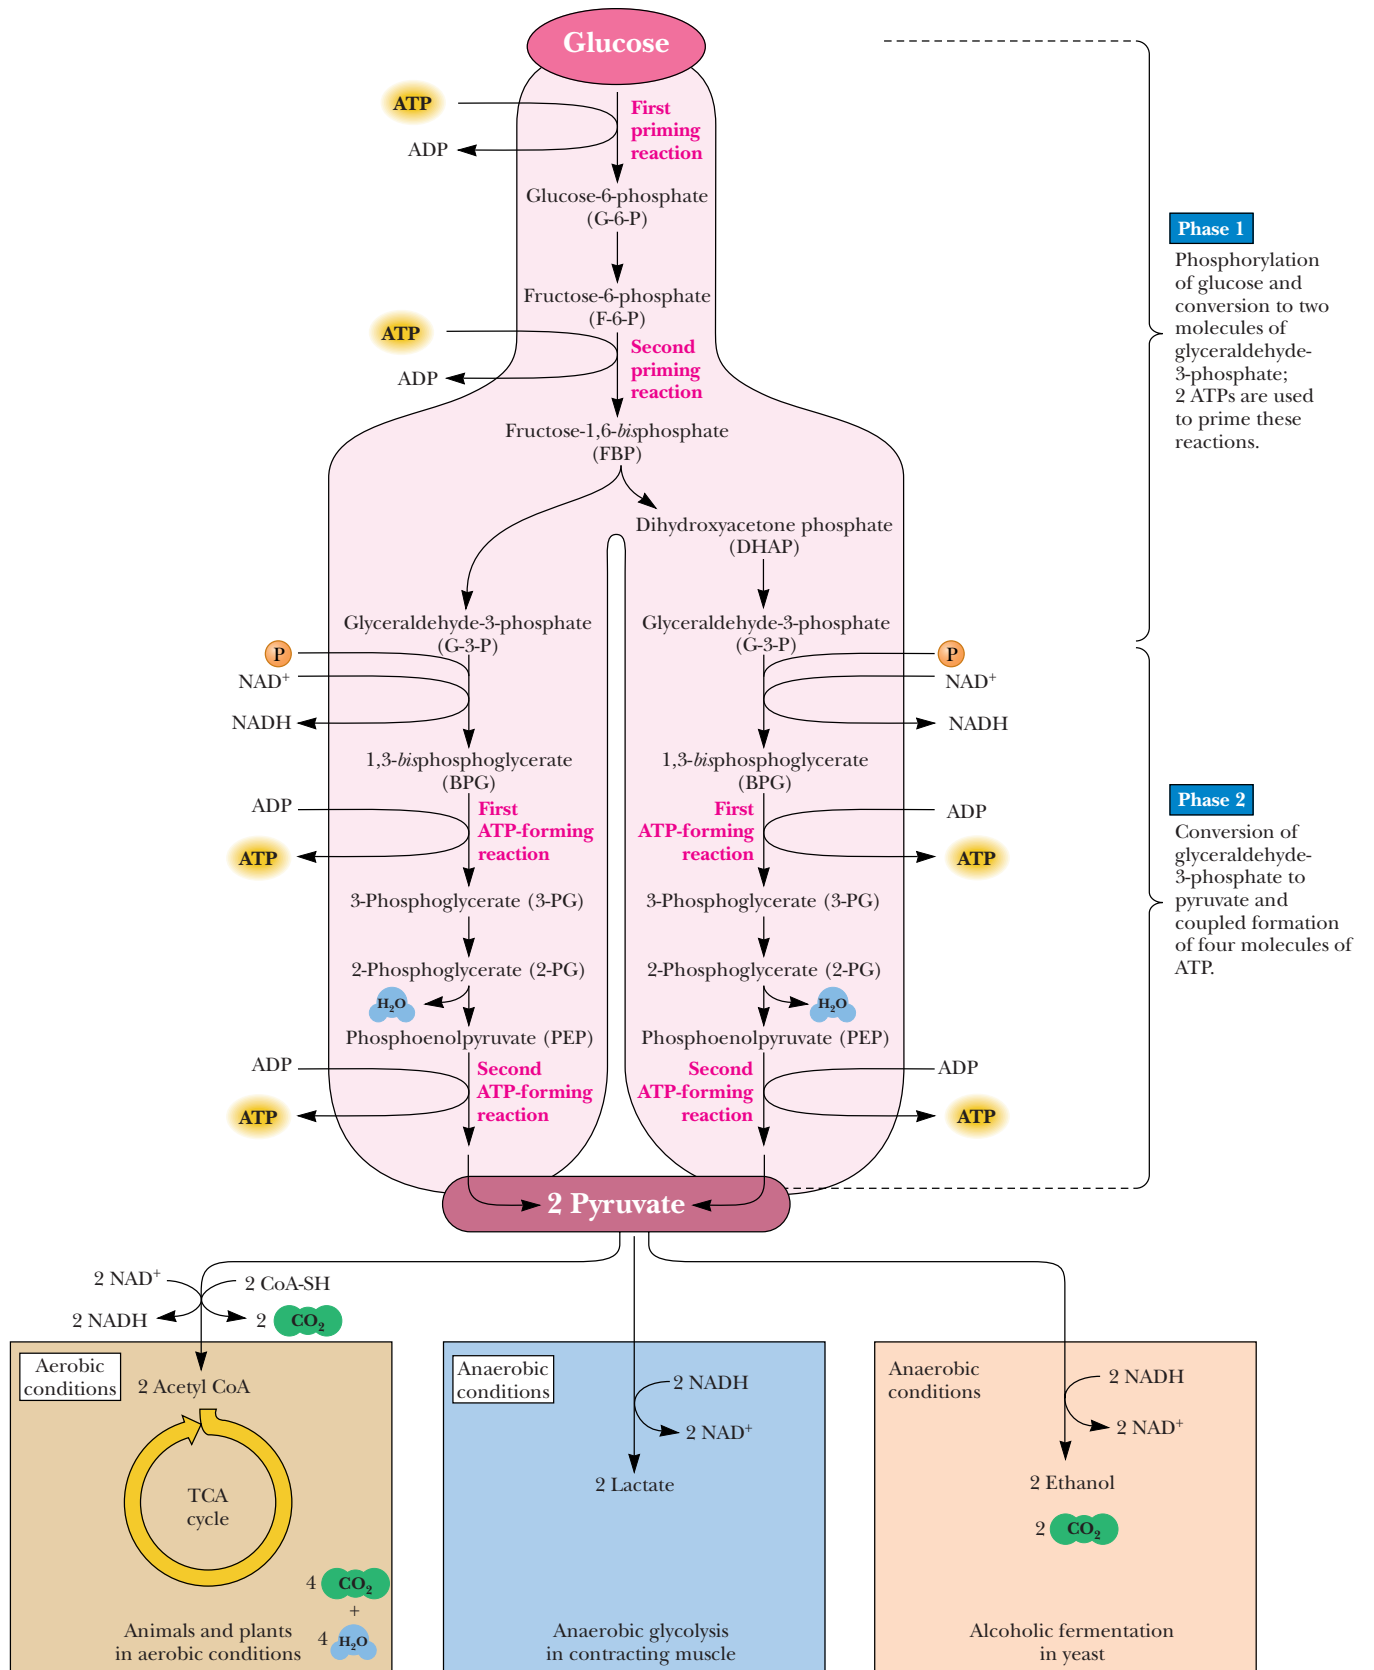 Glucose
ATP
ADP
First
priming
reaction
Glucose-6-phosphate
(G-6-P)
Fructose-6-phosphate
(F-6-P)
ATP
ADP
Second
priming
reaction
Fructose-1,6-bisphosphate
(FBP)
Dihydroxyacetone phosphate
(DHAP)
Phase 1
Phosphorylation
of glucose and
conversion to two
molecules of
glyceraldehyde-
3-phosphate;
2 ATPs are used
to prime these
reactions.
Glyceraldehyde-3-phosphate
(G-3-P)
P
NAD⁺
NADH
1,3-bisphosphoglycerate
(BPG)
ADP
ATP
First
ATP-forming
reaction
3-Phosphoglycerate (3-PG)
2-Phosphoglycerate (2-PG)
H₂O
Phosphoenolpyruvate (PEP)
ADP
ATP
Second
ATP-forming
reaction
Glyceraldehyde-3-phosphate
(G-3-P)
P
NAD⁺
NADH
1,3-bisphosphoglycerate
(BPG)
First
ATP-forming
reaction
ADP
ATP
3-Phosphoglycerate (3-PG)
2-Phosphoglycerate (2-PG)
H₂O
Phosphoenolpyruvate (PEP)
Second
ATP-forming
reaction
ADP
ATP
Phase 2
Conversion of
glyceraldehyde-
3-phosphate to
pyruvate and
coupled formation
of four molecules of
ATP.
2 Pyruvate
2 NAD⁺
2 CoA-SH
2 NADH
2 CO₂
Aerobic
conditions
2 Acetyl CoA
TCA
cycle
4 CO₂
+
4 H₂O
Animals and plants
in aerobic conditions
Anaerobic
conditions
2 NADH
2 NAD⁺
2 Lactate
Anaerobic glycolysis
in contracting muscle
Anaerobic
conditions
2 NADH
2 NAD⁺
2 Ethanol
2 CO₂
Alcoholic fermentation
in yeast